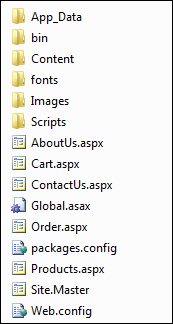 App_Data
bin
Content
fonts
Images
Scripts
AboutUs.aspx
Cart.aspx
ContactUs.aspx
Global.asax
Order.aspx
packages.config
Products.aspx
Site.Master
Web.config